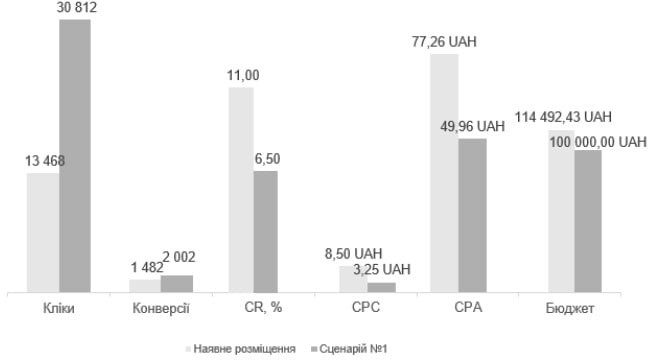 30 812
13 468
1 482
2 002
11,00
6,50
8,50 UAH
3,25 UAH
77,26 UAH
49,96 UAH
114 492,43 UAH
100 000,00 UAH
Кліки
Конверсії
CR, %
CPC
CPA
Бюджет
Наявне розміщення
Сценарій №1